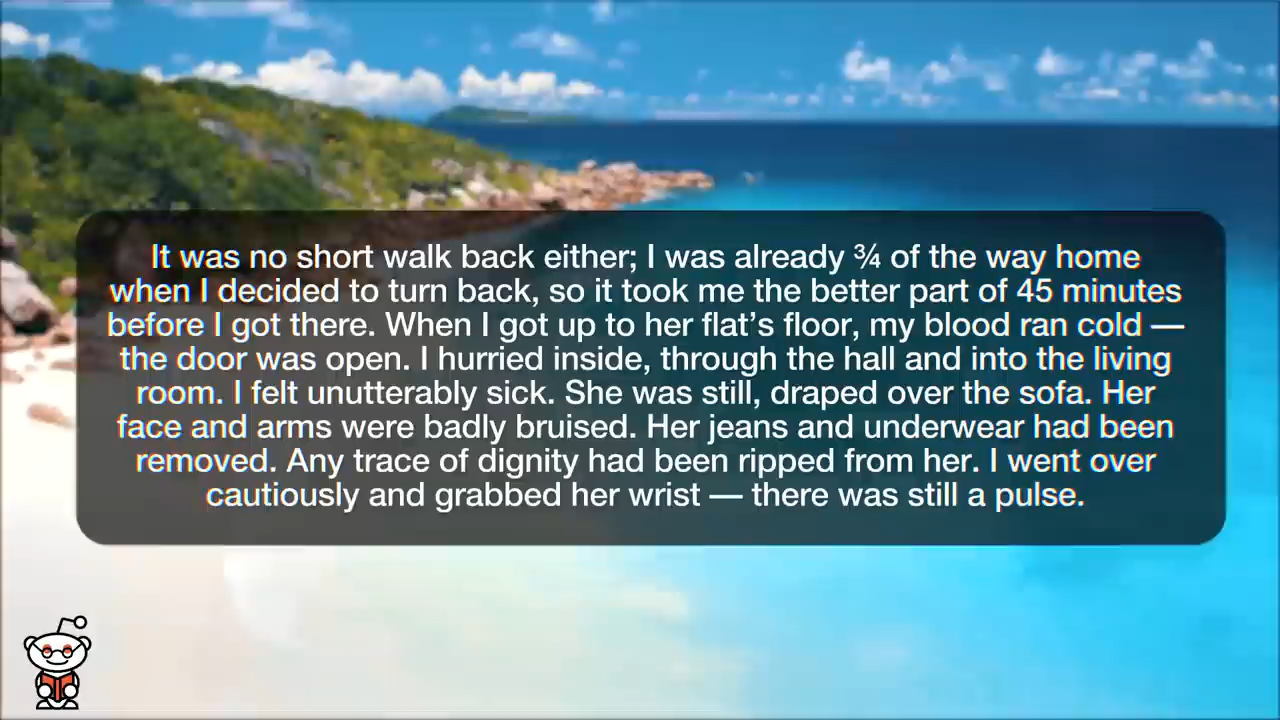 It was no short walk back either; I was already ¾ of the way home
when I decided to turn back, so it took me the better part of 45 minutes
before I got there. When I got up to her flat’s floor, my blood ran cold —
the door was open. I hurried inside, through the hall and into the living
room. I felt unutterably sick. She was still, draped over the sofa. Her
face and arms were badly bruised. Her jeans and underwear had been
removed. Any trace of dignity had been ripped from her. I went over
cautiously and grabbed her wrist — there was still a pulse.